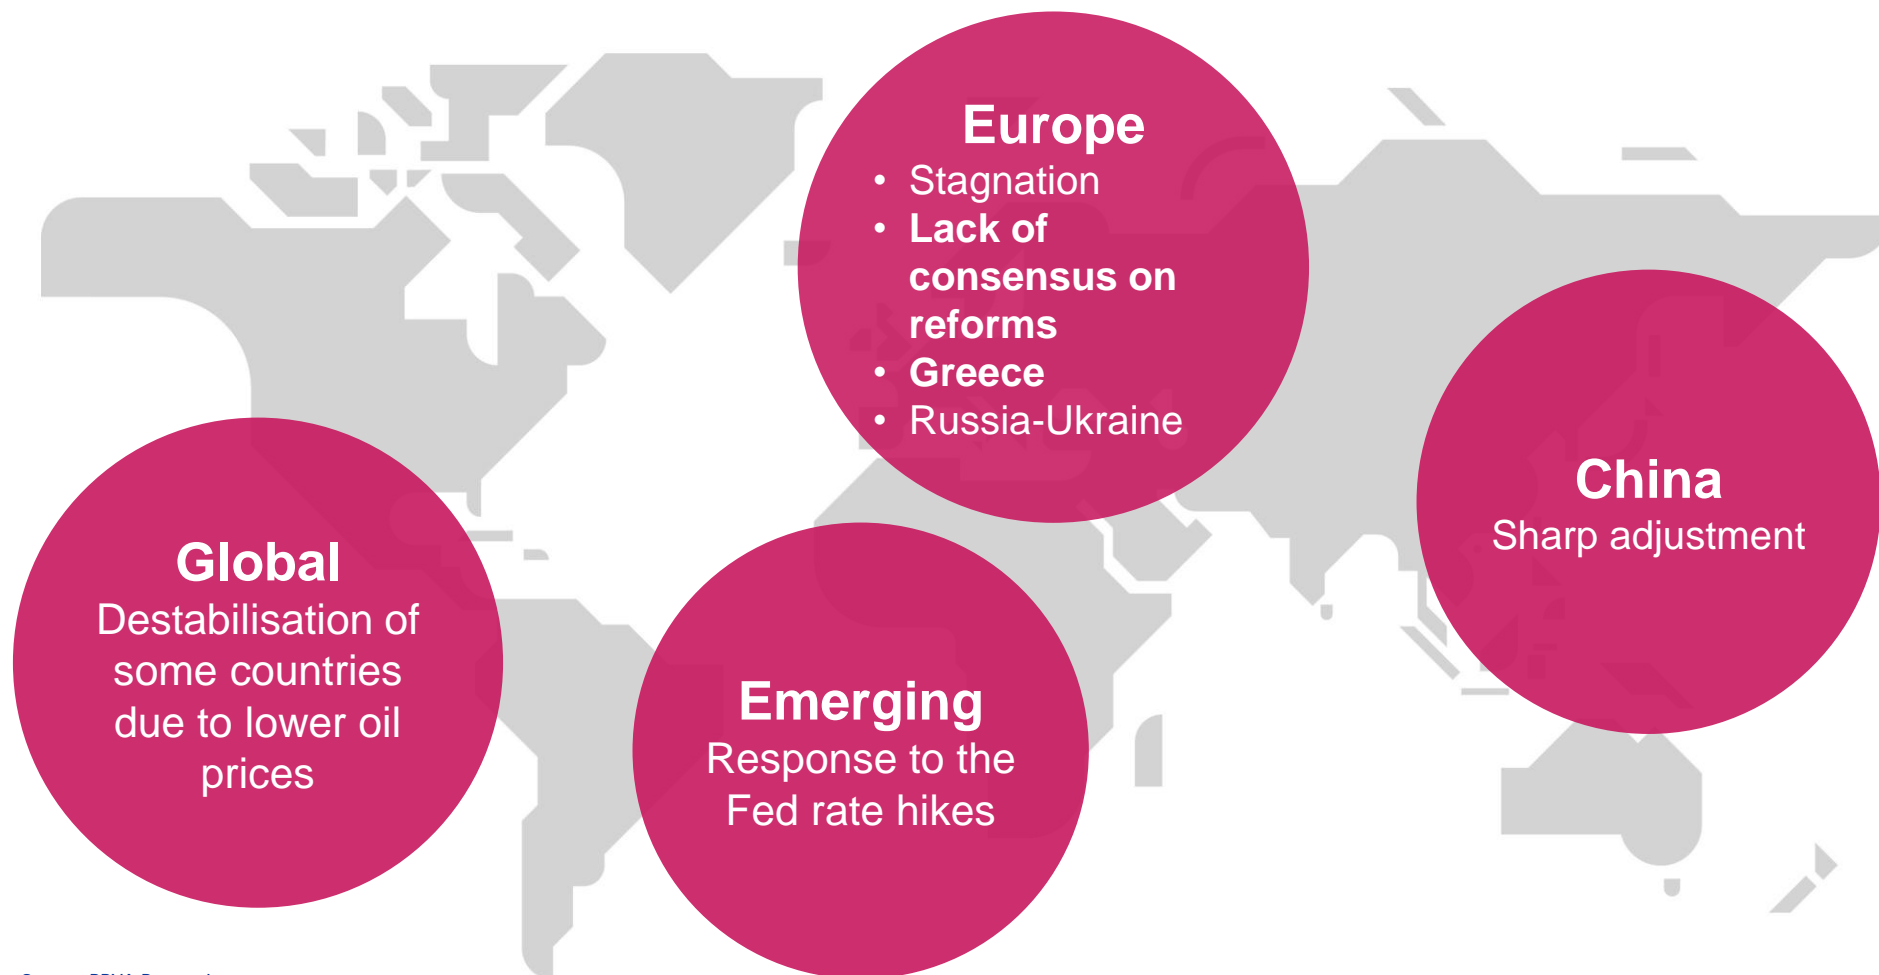 Europe
• Stagnation
• Lack of
consensus on
reforms
• Greece
• Russia-Ukraine
China
Sharp adjustment
Global
Destabilisation of
some countries
due to lower oil
prices
Emerging
Response to the
Fed rate hikes